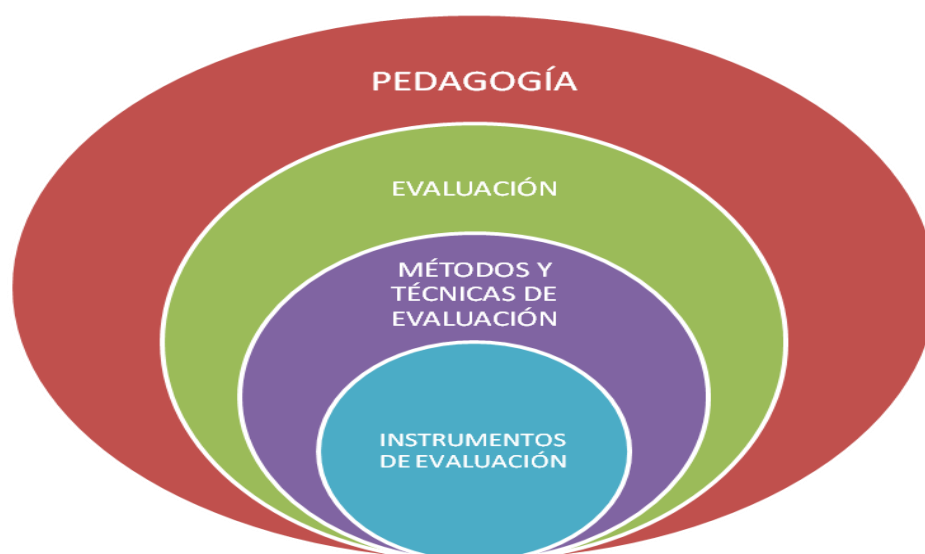 PEDAGOGÍA
EVALUACIÓN
MÉTODOS Y
TÉCNICAS DE
EVALUACIÓN
INSTRUMENTOS
DE EVALUACIÓN